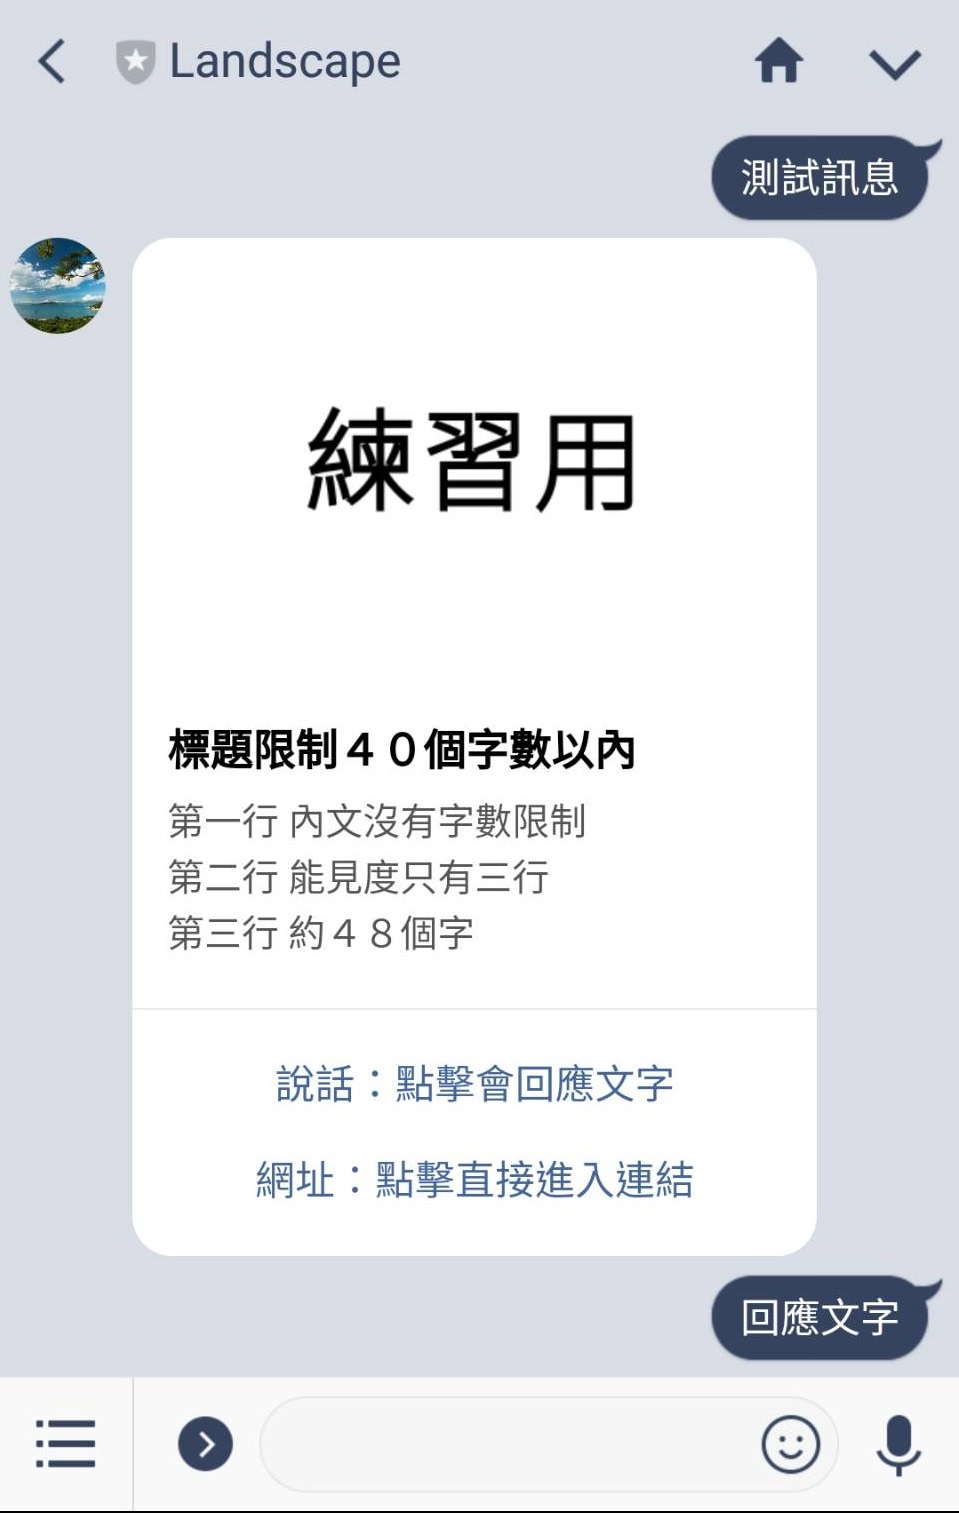 Landscape
測試訊息
練習用
標題限制４０個字數以內
第一行 內文沒有字數限制
第二行 能見度只有三行
第三行 約４８個字
說話：點擊會回應文字
網址：點擊直接進入連結
回應文字